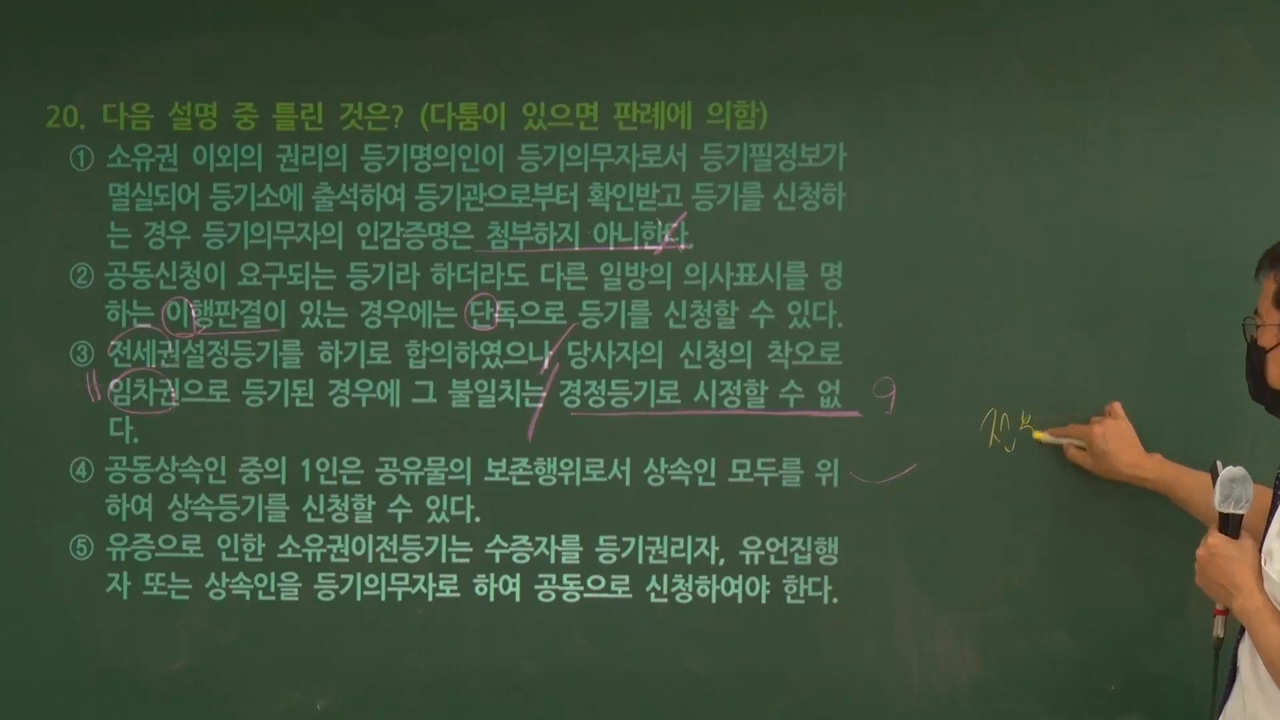 20. 다음 설명 중 틀린 것은? (다툼이 있으면 판례에 의함)
① 소유권 이외의 권리의 등기명의인이 등기의무자로서 등기필정보가
멸실되어 등기소에 출석하여 등기관으로부터 확인받고 등기를 신청하
는 경우 등기의무자의 인감증명은 첨부하지 아니한다.
② 공동신청이 요구되는 등기라 하더라도 다른 일방의 의사표시를 명
하는 이행판결이 있는 경우에는 단독으로 등기를 신청할 수 있다.
③ 전세권설정등기를 하기로 합의하였으나 당사자의 신청의 착오로
임차권으로 등기된 경우에 그 불일치는 경정등기로 시정할 수 없
다.
④ 공동상속인 중의 1인은 공유물의 보존행위로서 상속인 모두를 위
하여 상속등기를 신청할 수 있다.
⑤ 유증으로 인한 소유권이전등기는 수증자를 등기권리자, 유언집행
자 또는 상속인을 등기의무자로 하여 공동으로 신청하여야 한다.